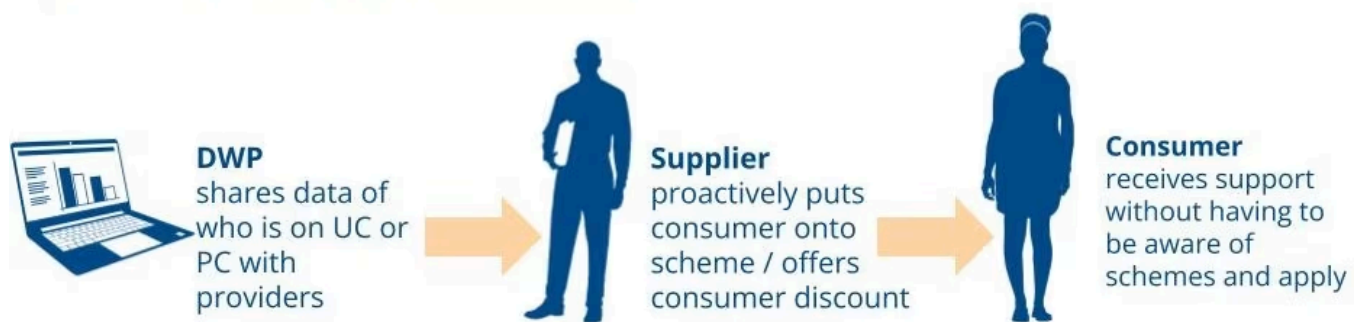 DWP
shares data of
who is on UC or
PC with
providers
Supplier
proactively puts
consumer onto
scheme / offers
consumer discount
Consumer
receives support
without having to
be aware of
schemes and apply